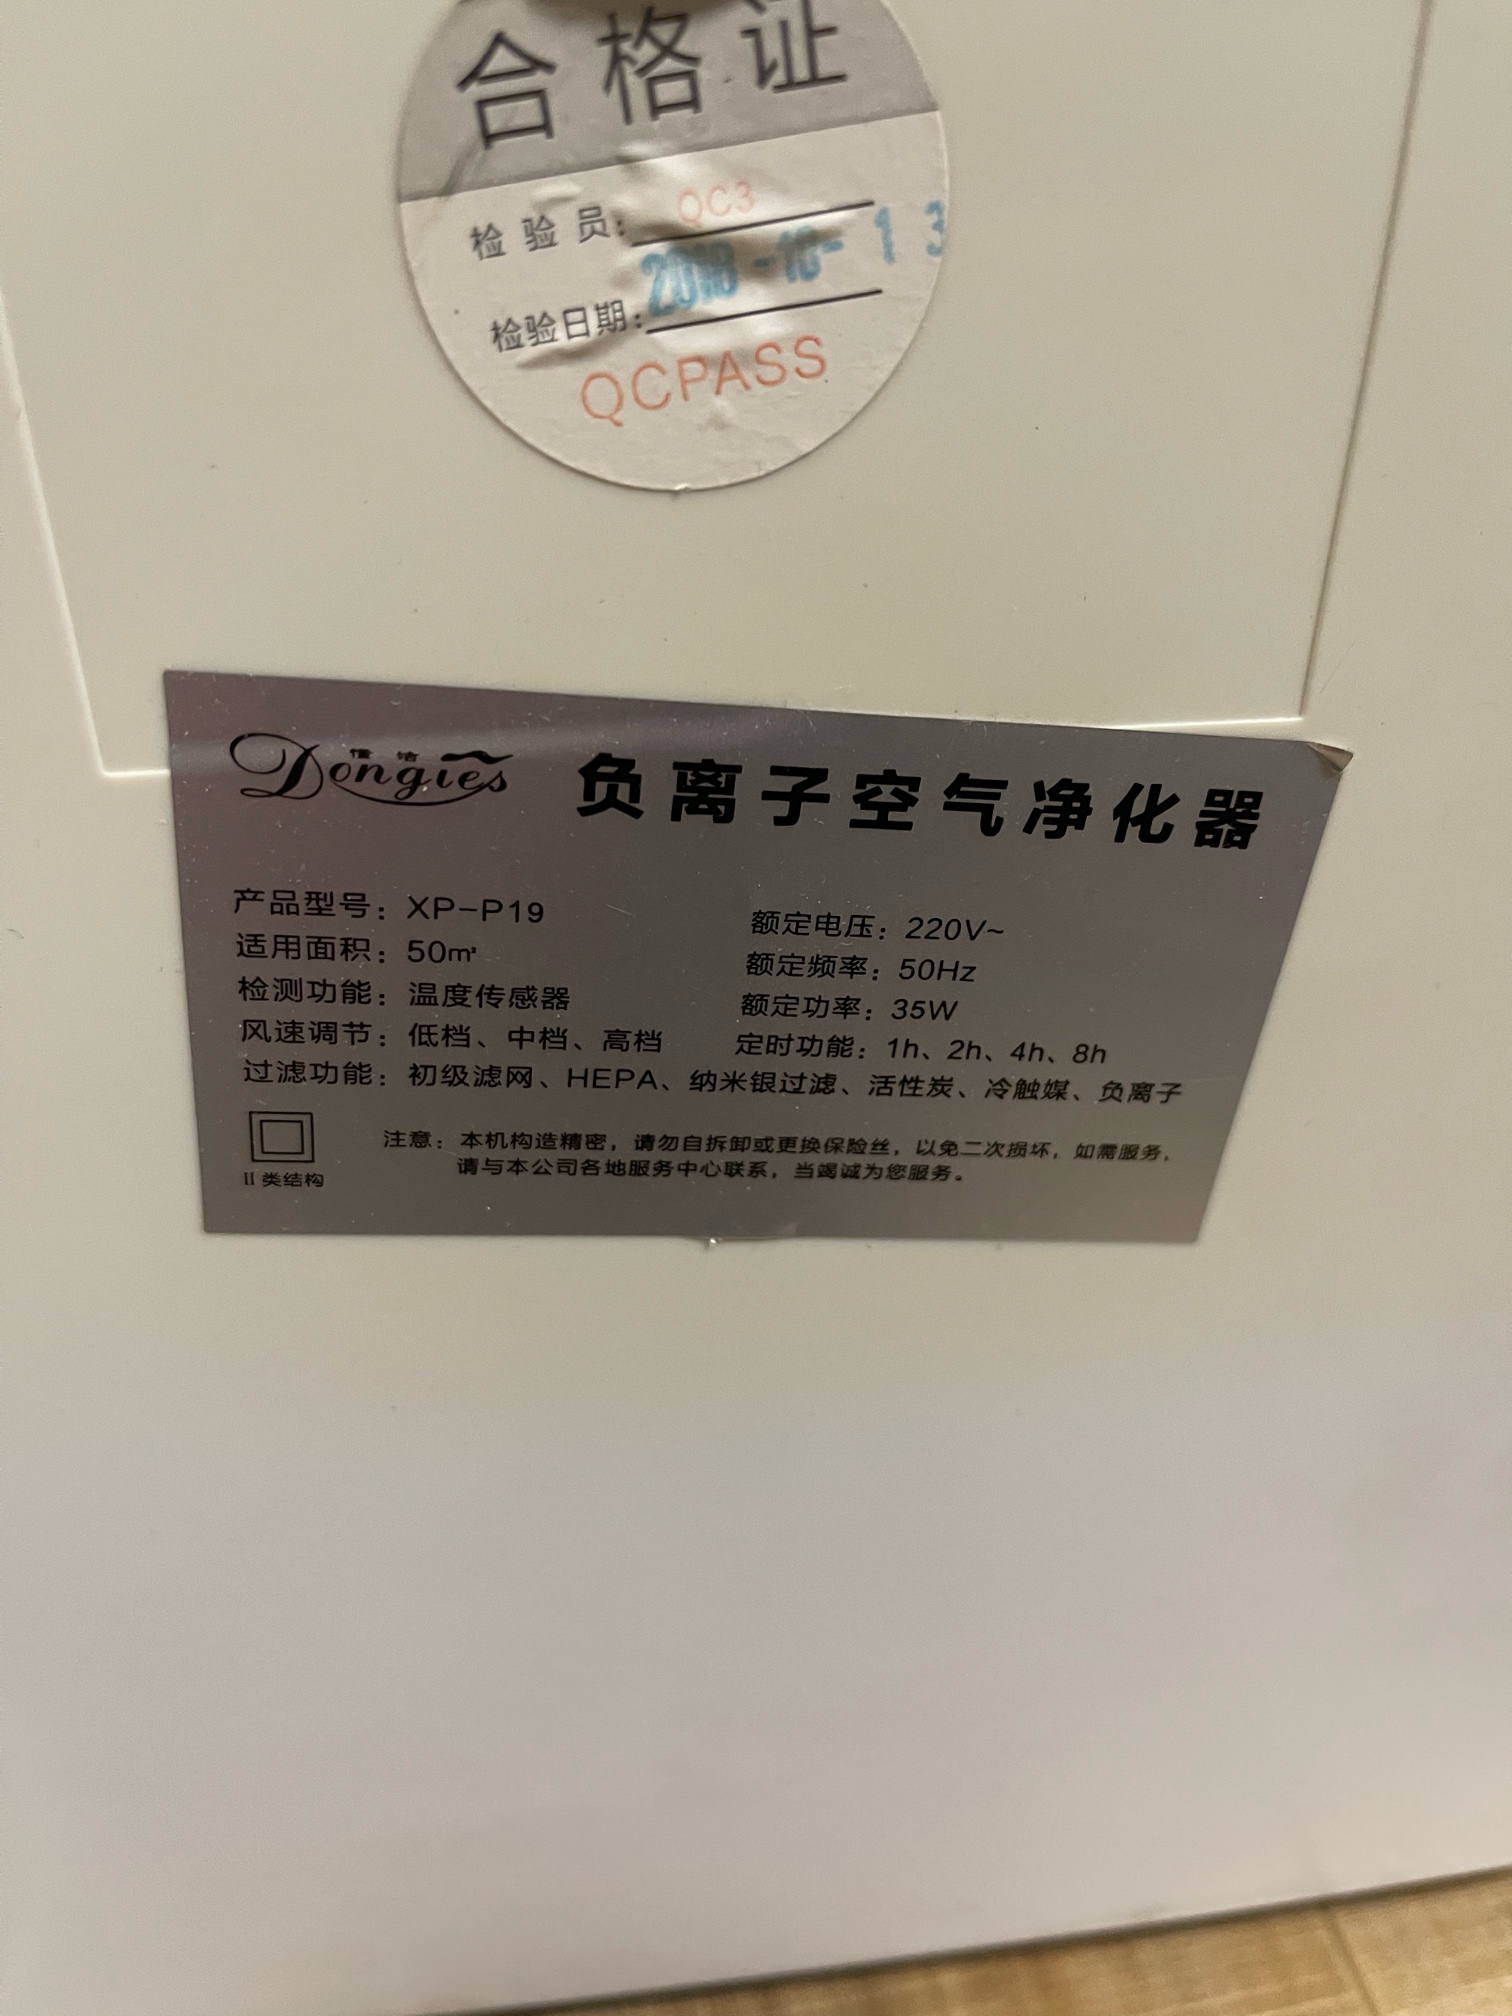 合格证
检验员: QC3
检验日期: 2018-10-13
QCPASS
Dongies
负离子空气净化器
产品型号：XP-P19
额定电压：220V~
适用面积：50m²
额定频率：50Hz
检测功能：温度传感器
额定功率：35W
风速调节：低档、中档、高档
定时功能：1h、2h、4h、8h
过滤功能：初级滤网、HEPA、纳米银过滤、活性炭、冷触媒、负离子
II 类结构
注意：本机构造精密，请勿自拆卸或更换保险丝，以免二次损坏，如需服务，
请与本公司各地服务中心联系，当竭诚为您服务。